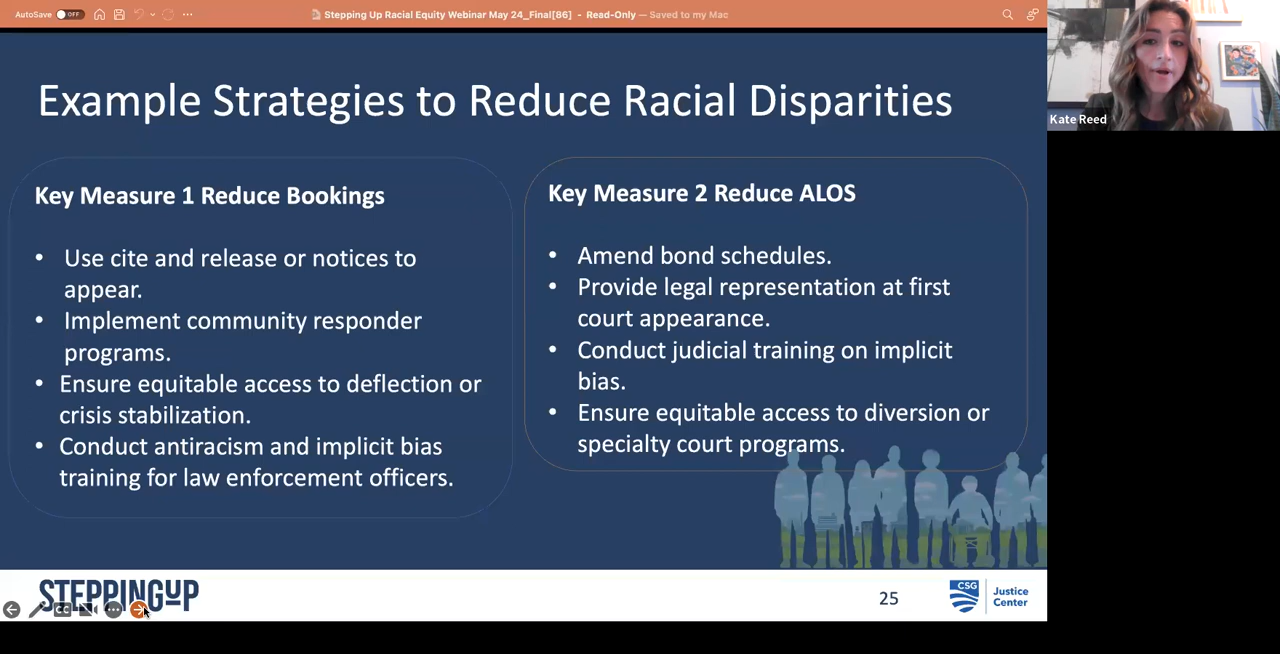 AutoSave OFF
Stepping Up Racial Equity Webinar May 24_Final[86] - Read-Only — Saved to my Mac
Kate Reed
Example Strategies to Reduce Racial Disparities
Key Measure 1 Reduce Bookings
• Use cite and release or notices to
appear.
• Implement community responder
programs.
• Ensure equitable access to deflection or
crisis stabilization.
• Conduct antiracism and implicit bias
training for law enforcement officers.
Key Measure 2 Reduce ALOS
• Amend bond schedules.
• Provide legal representation at first
court appearance.
• Conduct judicial training on implicit
bias.
• Ensure equitable access to diversion or
specialty court programs.
STEPPINGUP
CC
25
CSG
Justice
Center